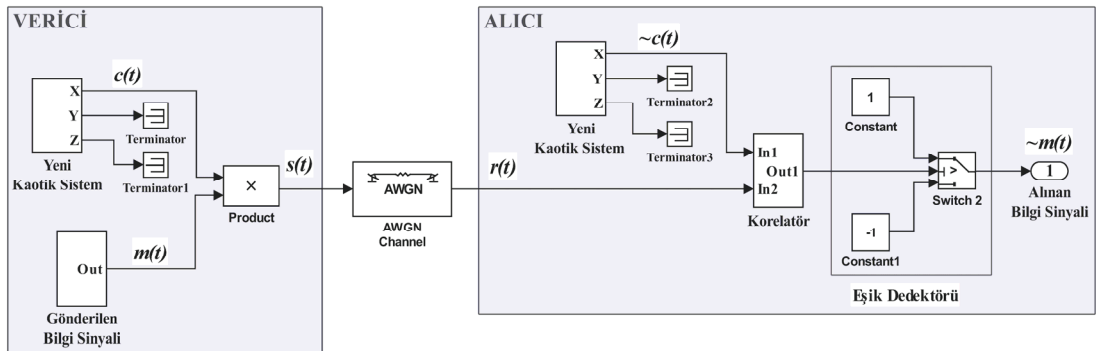 VERİCİ
c(t)
X
Y
Z
Terminator
Terminator1
Yeni
Kaotik Sistem
×
Product
s(t)
m(t)
Out
Gönderilen
Bilgi Sinyali
AWGN
AWGN
Channel
r(t)
ALICI
~c(t)
X
Y
Z
Terminator2
Terminator3
Yeni
Kaotik Sistem
In1
Out1
In2
Korelatör
1
Constant
>
Switch 2
-1
Constant1
Eşik Dedektörü
~m(t)
1
Alınan
Bilgi Sinyali